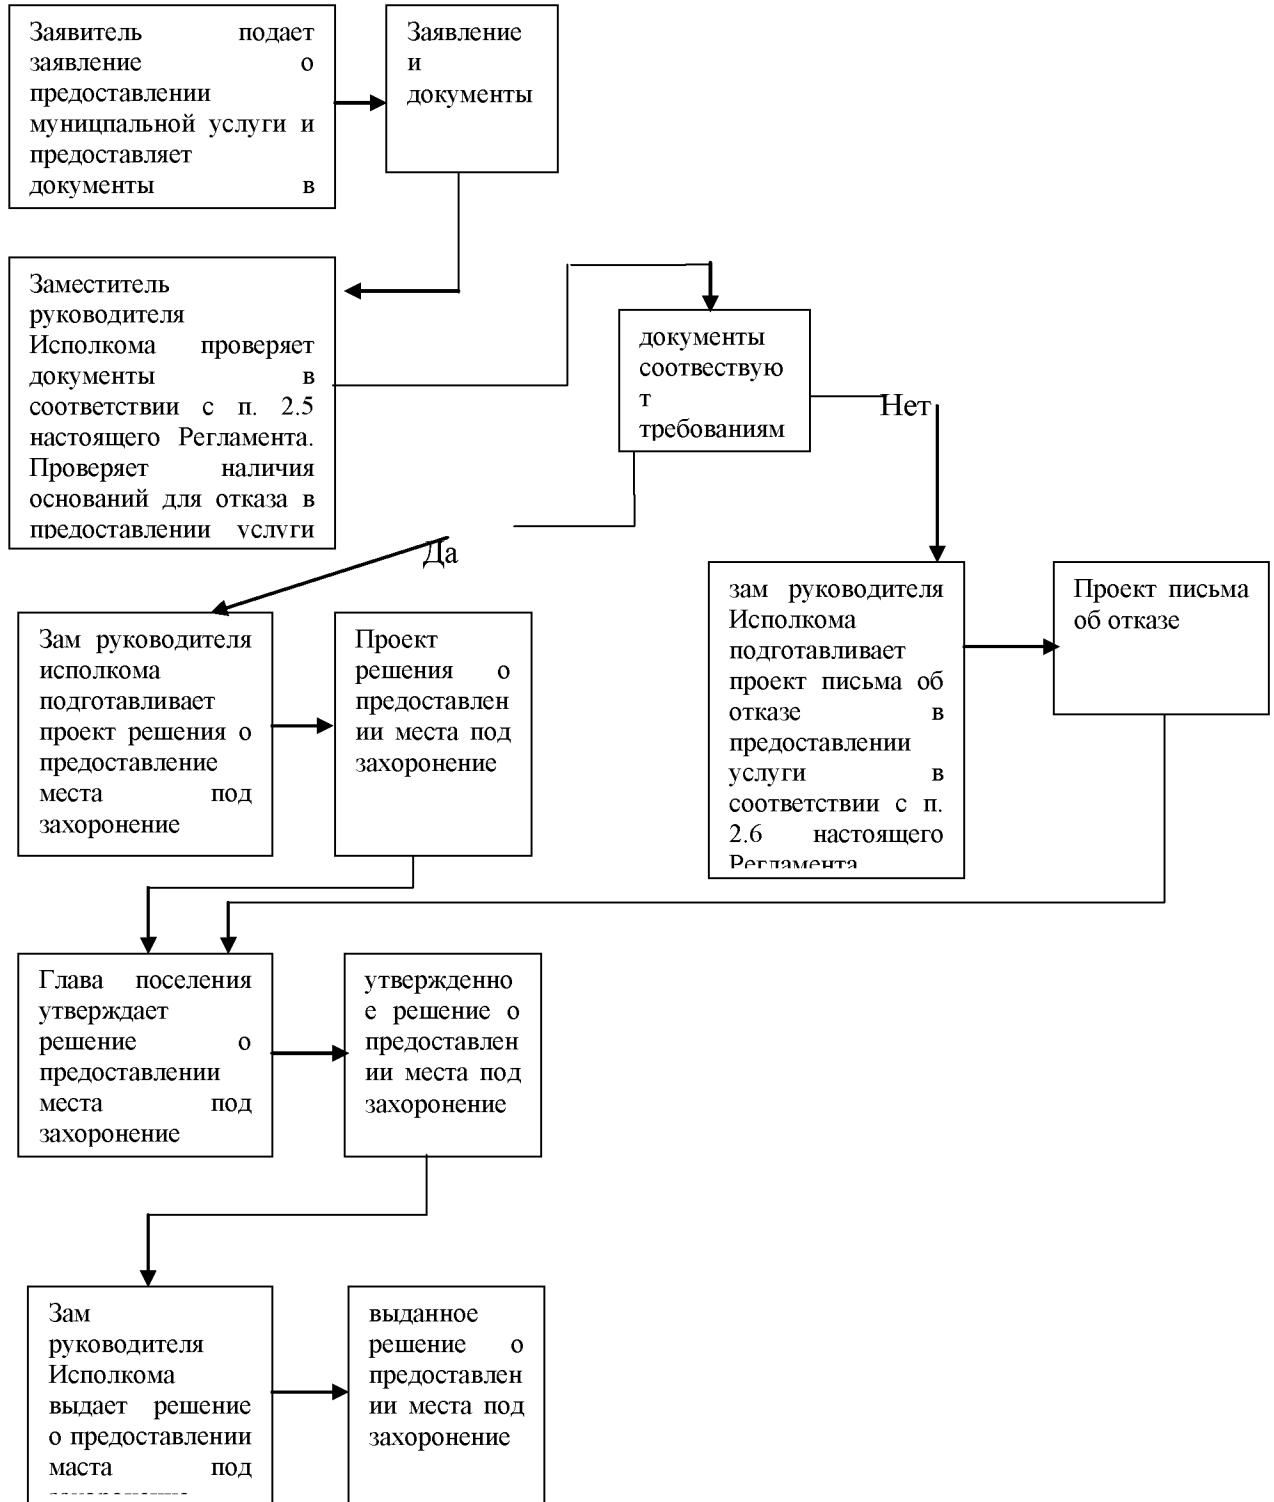 Заявитель подает
заявление о
предоставлении
муницпальной услуги и
предоставляет
документы в
Заявление
и
документы
Заместитель
руководителя
Исполкома проверяет
документы в
соответствии с п. 2.5
настоящего Регламента.
Проверяет наличия
оснований для отказа в
предоставлении услуги
документы
соотвествую
т
требованиям
Нет
Да
Зам руководителя
исполкома
подготавливает
проект решения о
предоставление
места под
захоронение
Проект
решения о
предоставлен
ии места под
захоронение
зам руководителя
Исполкома
подготавливает
проект письма об
отказе в
предоставлении
услуги в
соответствии с п.
2.6 настоящего
Регламента
Проект письма
об отказе
Глава поселения
утверждает
решение о
предоставлении
места под
захоронение
утвержденно
е решение о
предоставлен
ии места под
захоронение
Зам
руководителя
Исполкома
выдает решение
о предоставлении
маста под
выданное
решение о
предоставлен
ии места под
захоронение